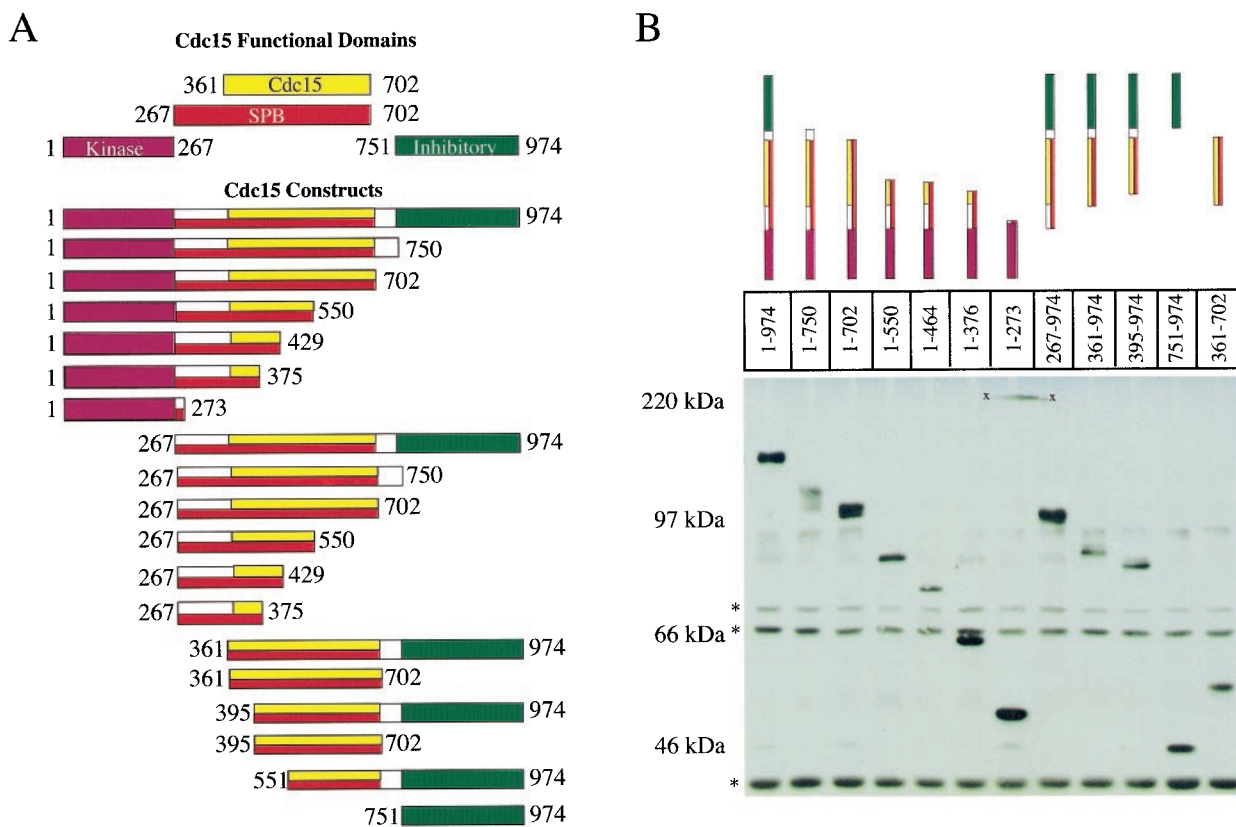 A
Cdc15 Functional Domains
361 Cdc15 702
267 SPB 702
1 Kinase 267 751 Inhibitory 974
Cdc15 Constructs
1 974
1 750
1 702
1 550
1 429
1 375
1 273
267 974
267 750
267 702
267 550
267 429
267 375
361 974
361 702
395 974
395 702
551 974
751 974
B
1-974 1-750 1-702 1-550 1-464 1-376 1-273 267-974 361-974 395-974 751-974 361-702
220 kDa x x
97 kDa
*
66 kDa *
46 kDa
*